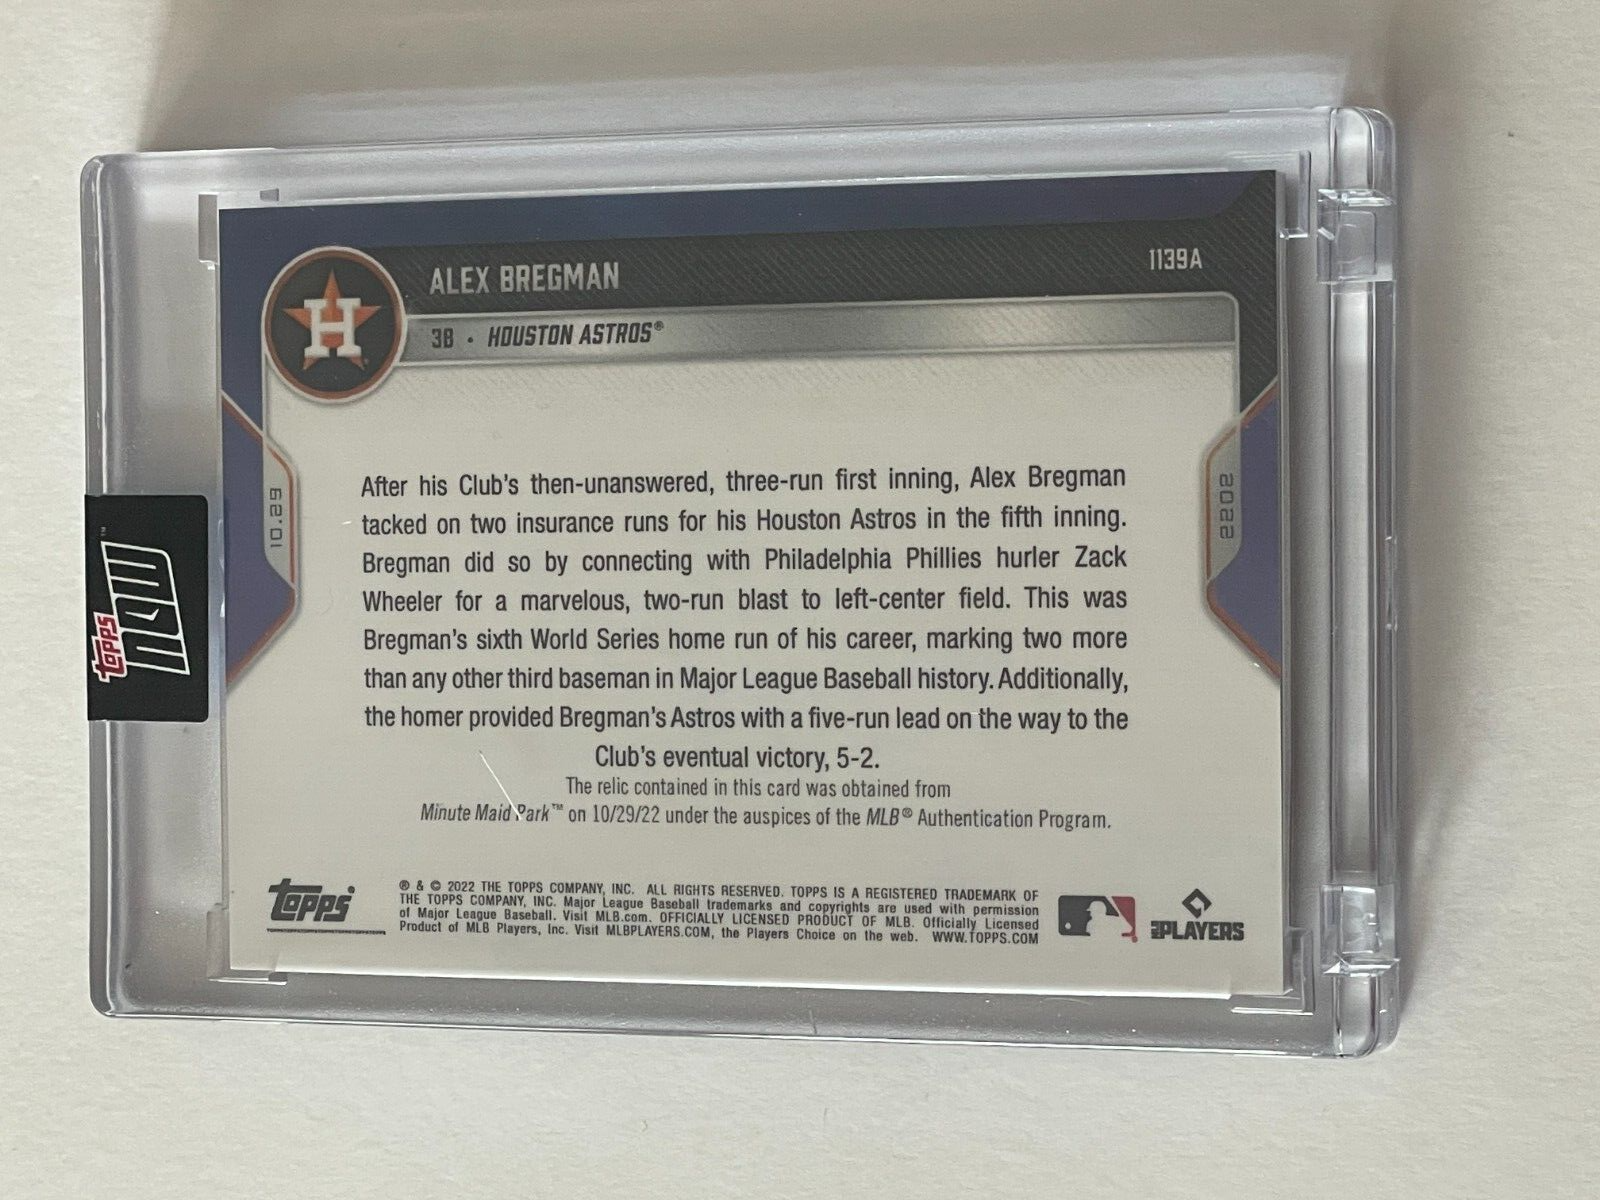 ALEX BREGMAN
1139A
3B • HOUSTON ASTROS®
H
After his Club's then-unanswered, three-run first inning, Alex Bregman
tacked on two insurance runs for his Houston Astros in the fifth inning.
Bregman did so by connecting with Philadelphia Phillies hurler Zack
Wheeler for a marvelous, two-run blast to left-center field. This was
Bregman's sixth World Series home run of his career, marking two more
than any other third baseman in Major League Baseball history. Additionally,
the homer provided Bregman's Astros with a five-run lead on the way to the
Club's eventual victory, 5-2.
The relic contained in this card was obtained from
Minute Maid Park™ on 10/29/22 under the auspices of the MLB® Authentication Program.
10.29
2022
Topps NOW™
Topps
® & © 2022 THE TOPPS COMPANY, INC. ALL RIGHTS RESERVED. TOPPS IS A REGISTERED TRADEMARK OF
THE TOPPS COMPANY, INC. Major League Baseball trademarks and copyrights are used with permission
of Major League Baseball. Visit MLB.com. OFFICIALLY LICENSED PRODUCT OF MLB. Officially Licensed
Product of MLB Players, Inc. Visit MLBPLAYERS.COM, the Players Choice on the web. WWW.TOPPS.COM
MLB PLAYERS